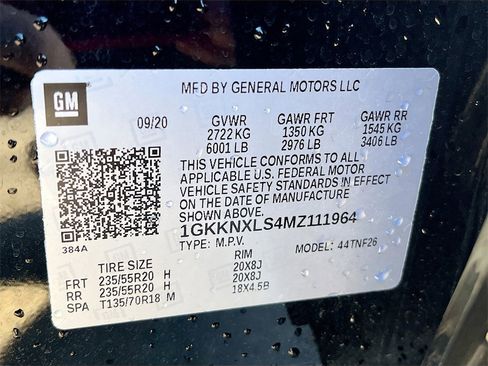 GM
MFD BY GENERAL MOTORS LLC
09/20 GVWR GAWR FRT GAWR RR
2722 KG 1350 KG 1545 KG
6001 LB 2976 LB 3406 LB
THIS VEHICLE CONFORMS TO ALL
APPLICABLE U.S. FEDERAL MOTOR
VEHICLE SAFETY STANDARDS IN EFFECT
ON THE DATE OF MANUFACTURE
384A 1GKKNXLS4MZ111964
TYPE: M.P.V. MODEL: 44TNF26
TIRE SIZE RIM
FRT 235/55R20 H 20X8J
RR 235/55R20 H 20X8J
SPA T135/70R18 M 18X4.5B